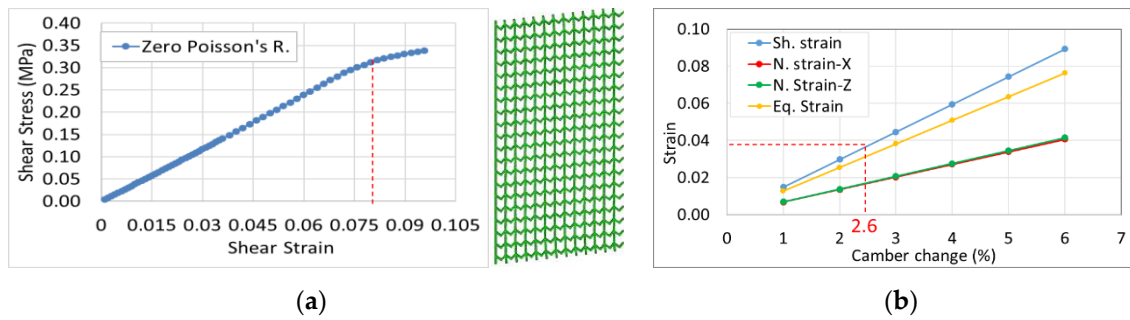 0.40
0.35
0.30
0.25
0.20
0.15
0.10
0.05
0.00
Shear Stress (MPa)
Zero Poisson's R.
0 0.015 0.03 0.045 0.06 0.075 0.09 0.105
Shear Strain
(a)
0.10
0.08
0.06
0.04
0.02
0.00
Strain
Sh. strain
N. strain-X
N. Strain-Z
Eq. Strain
2.6
0 1 2 3 4 5 6 7
Camber change (%)
(b)